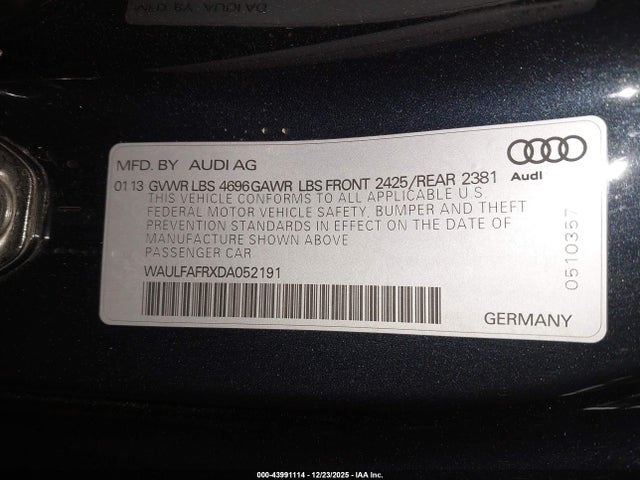 MFD. BY AUDI AG
01 13 GVWR LBS 4696 GAWR LBS FRONT 2425/REAR 2381
THIS VEHICLE CONFORMS TO ALL APPLICABLE U.S.
FEDERAL MOTOR VEHICLE SAFETY, BUMPER AND THEFT
PREVENTION STANDARDS IN EFFECT ON THE DATE OF
MANUFACTURE SHOWN ABOVE
PASSENGER CAR
WAULFAFRXDA052191
Audi
0510357
GERMANY
000-43991114 - 12/23/2025 - IAA Inc.